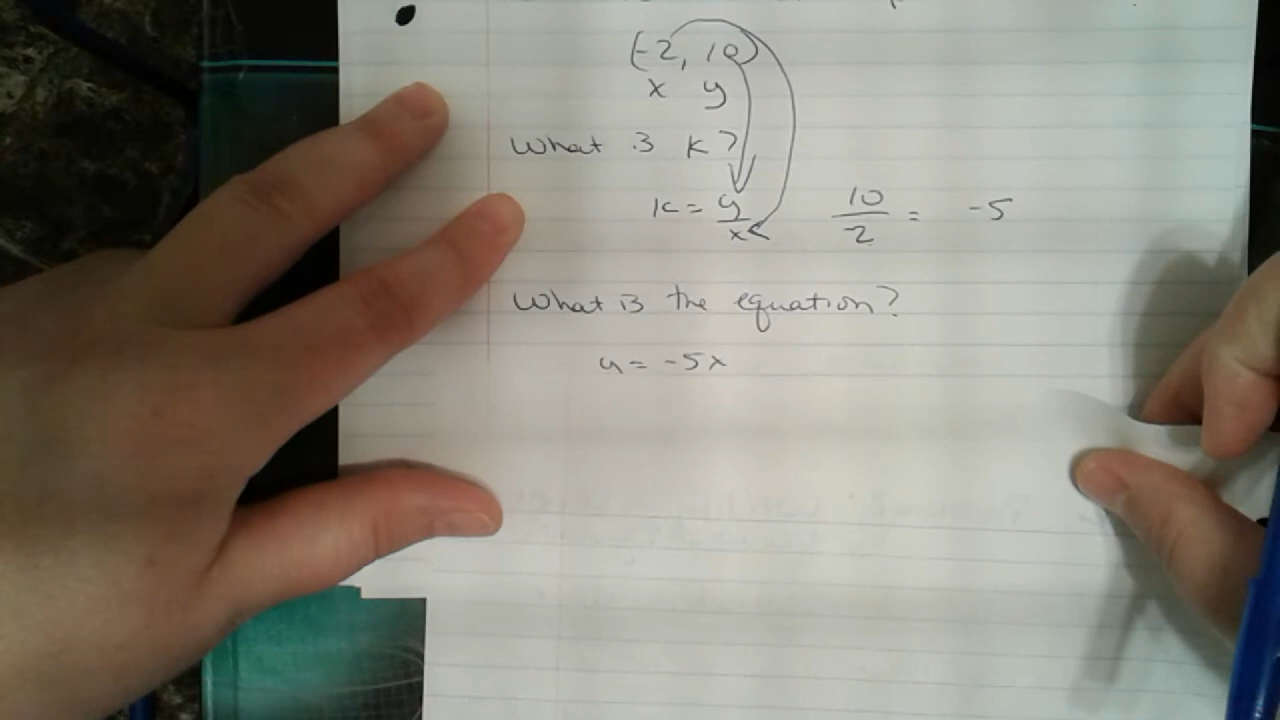 (-2, 10)
x y
What is k?
k = y/x 10/2 = -5
What is the equation?
y = -5x